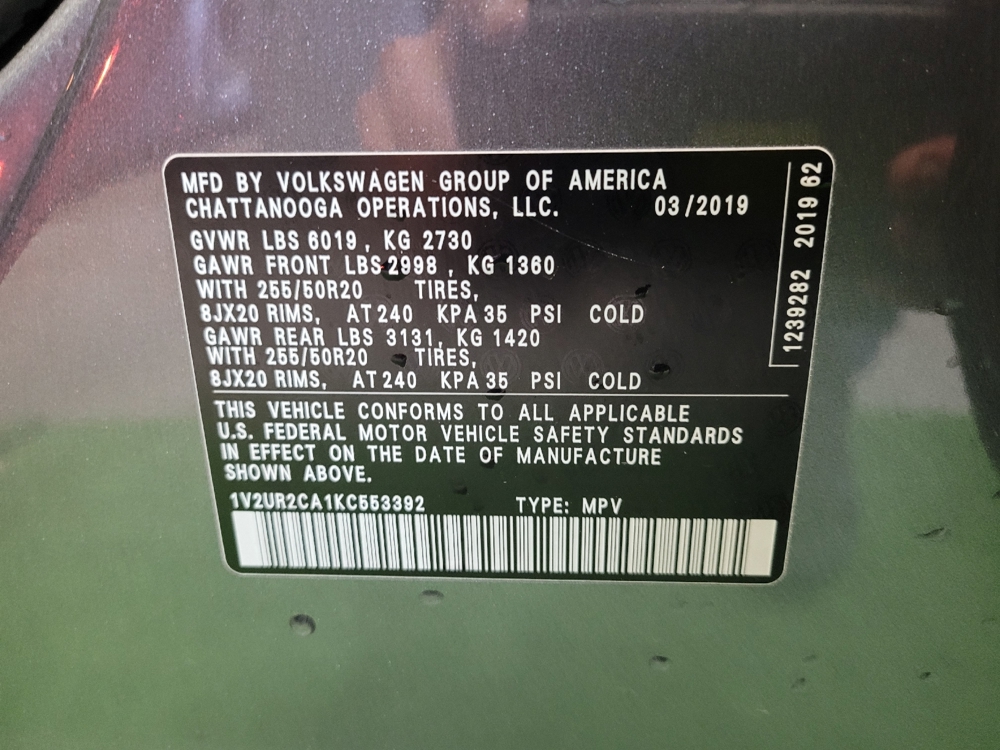 MFD BY VOLKSWAGEN GROUP OF AMERICA
CHATTANOOGA OPERATIONS, LLC. 03/2019
GVWR LBS 6019, KG 2730
GAWR FRONT LBS 2998, KG 1360
WITH 255/50R20 TIRES,
8JX20 RIMS, AT 240 KPA 35 PSI COLD
GAWR REAR LBS 3131, KG 1420
WITH 255/50R20 TIRES,
8JX20 RIMS, AT 240 KPA 35 PSI COLD
THIS VEHICLE CONFORMS TO ALL APPLICABLE
U.S. FEDERAL MOTOR VEHICLE SAFETY STANDARDS
IN EFFECT ON THE DATE OF MANUFACTURE
SHOWN ABOVE.
1V2UR2CA1KC553392 TYPE: MPV
1239282 2019 62